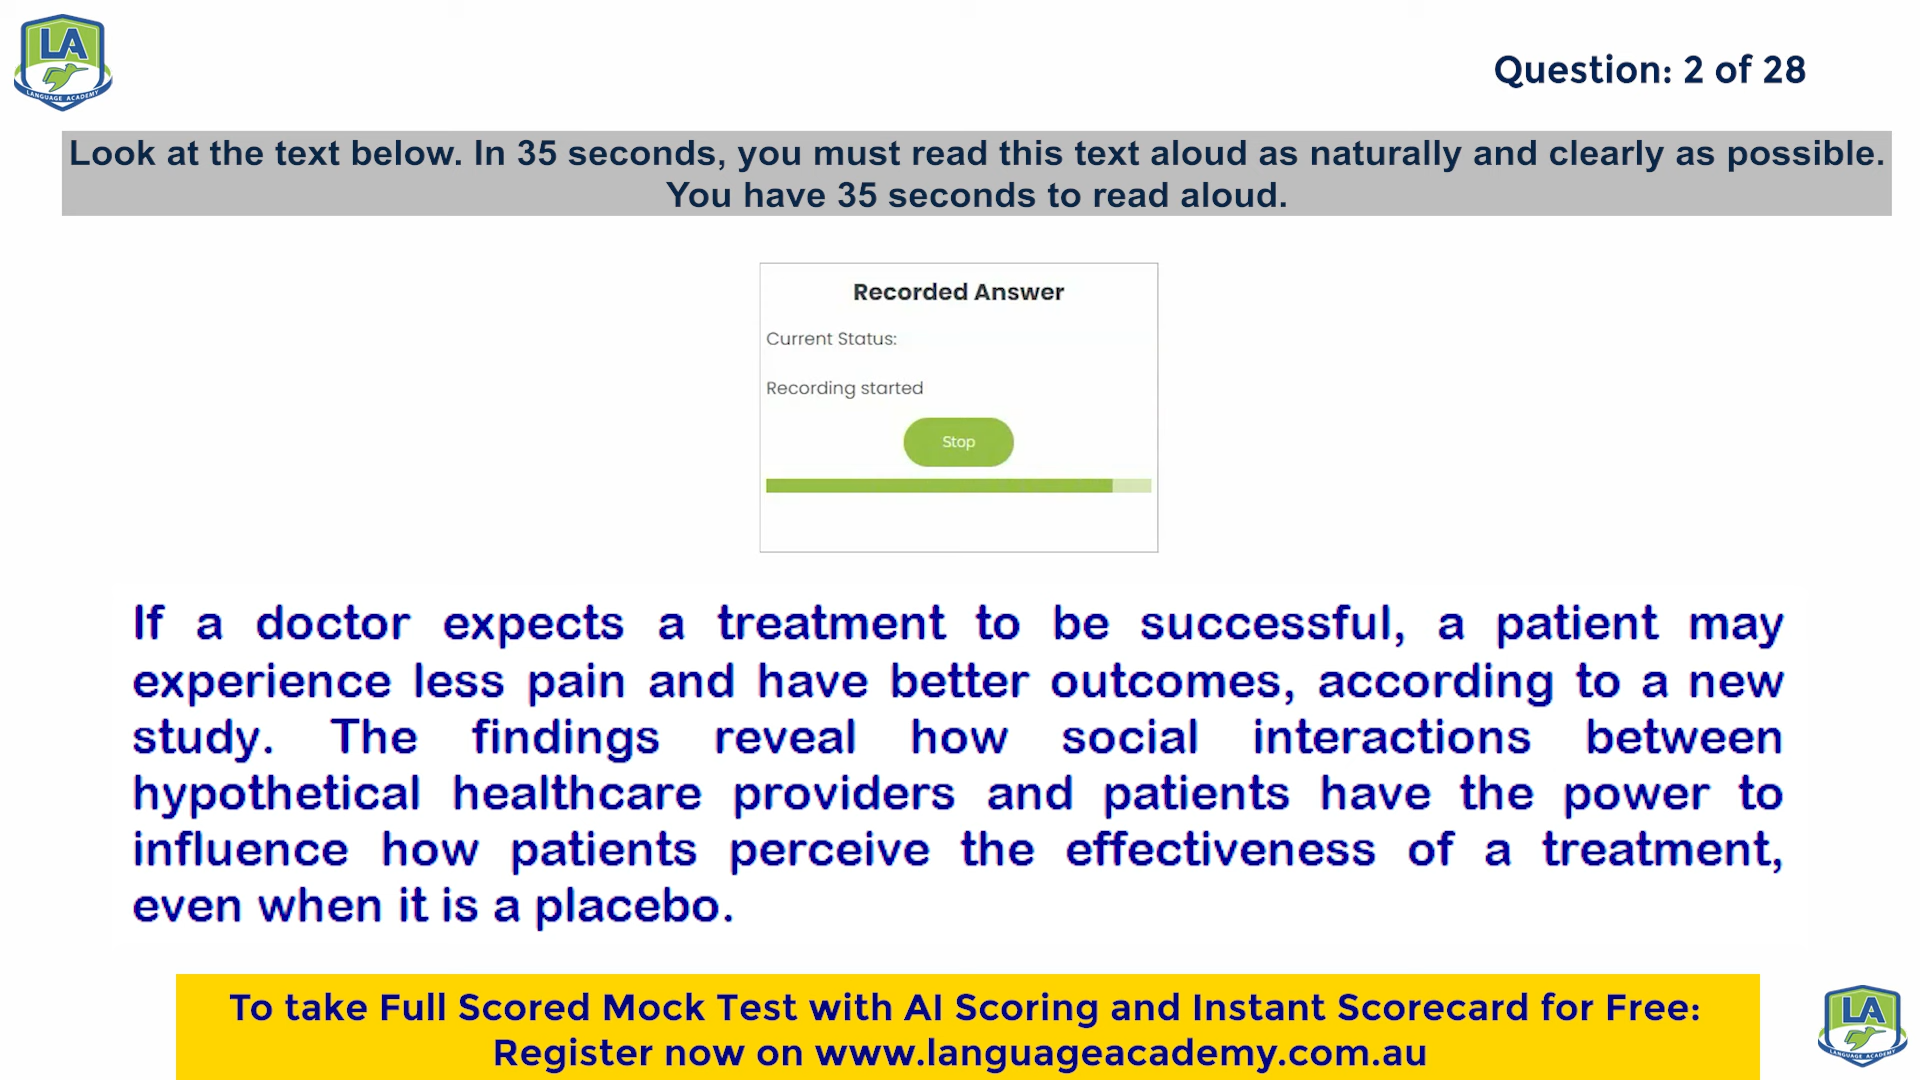 LA
LANGUAGE ACADEMY
Question: 2 of 28
Look at the text below. In 35 seconds, you must read this text aloud as naturally and clearly as possible.
You have 35 seconds to read aloud.
Recorded Answer
Current Status:
Recording started
Stop
If a doctor expects a treatment to be successful, a patient may
experience less pain and have better outcomes, according to a new
study. The findings reveal how social interactions between
hypothetical healthcare providers and patients have the power to
influence how patients perceive the effectiveness of a treatment,
even when it is a placebo.
To take Full Scored Mock Test with AI Scoring and Instant Scorecard for Free:
Register now on www.languageacademy.com.au
LA
LANGUAGE ACADEMY